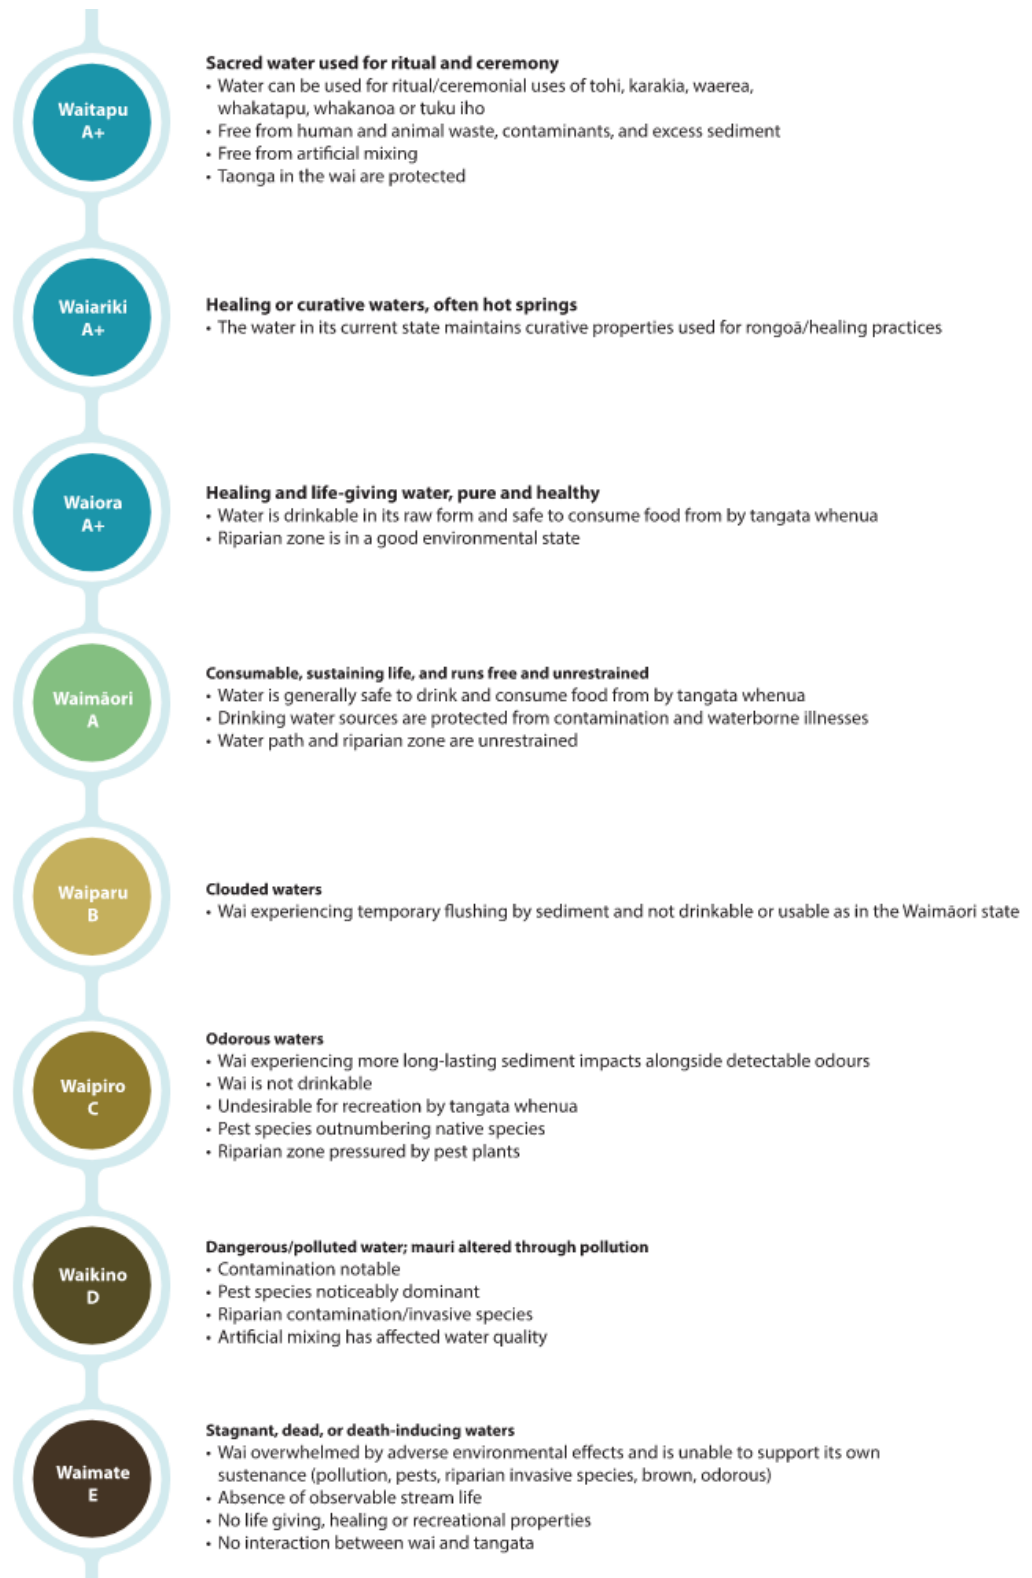 Waitapu
A+
Sacred water used for ritual and ceremony
• Water can be used for ritual/ceremonial uses of tohi, karakia, waerea,
whakatapu, whakanoa or tuku iho
• Free from human and animal waste, contaminants, and excess sediment
• Free from artificial mixing
• Taonga in the wai are protected
Waiariki
A+
Healing or curative waters, often hot springs
• The water in its current state maintains curative properties used for rongoā/healing practices
Waiora
A+
Healing and life-giving water, pure and healthy
• Water is drinkable in its raw form and safe to consume food from by tangata whenua
• Riparian zone is in a good environmental state
Waimāori
A
Consumable, sustaining life, and runs free and unrestrained
• Water is generally safe to drink and consume food from by tangata whenua
• Drinking water sources are protected from contamination and waterborne illnesses
• Water path and riparian zone are unrestrained
Waiparu
B
Clouded waters
• Wai experiencing temporary flushing by sediment and not drinkable or usable as in the Waimāori state
Waipiro
C
Odorous waters
• Wai experiencing more long-lasting sediment impacts alongside detectable odours
• Wai is not drinkable
• Undesirable for recreation by tangata whenua
• Pest species outnumbering native species
• Riparian zone pressured by pest plants
Waikino
D
Dangerous/polluted water; mauri altered through pollution
• Contamination notable
• Pest species noticeably dominant
• Riparian contamination/invasive species
• Artificial mixing has affected water quality
Waimate
E
Stagnant, dead, or death-inducing waters
• Wai overwhelmed by adverse environmental effects and is unable to support its own
sustenance (pollution, pests, riparian invasive species, brown, odorous)
• Absence of observable stream life
• No life giving, healing or recreational properties
• No interaction between wai and tangata